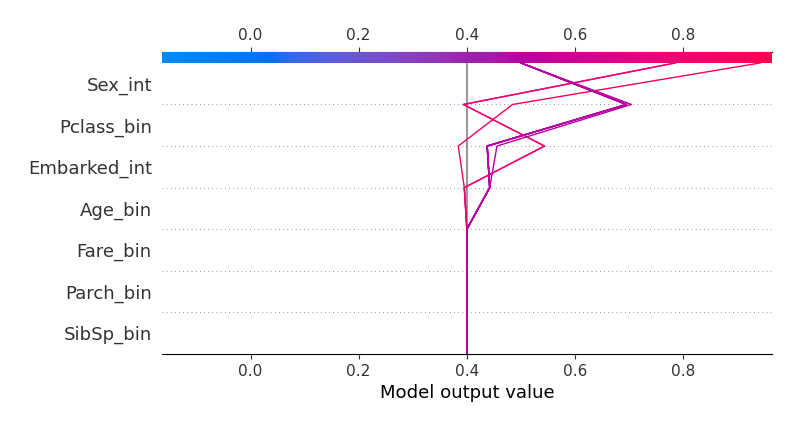 0.0 0.2 0.4 0.6 0.8
Sex_int
Pclass_bin
Embarked_int
Age_bin
Fare_bin
Parch_bin
SibSp_bin
0.0 0.2 0.4 0.6 0.8
Model output value